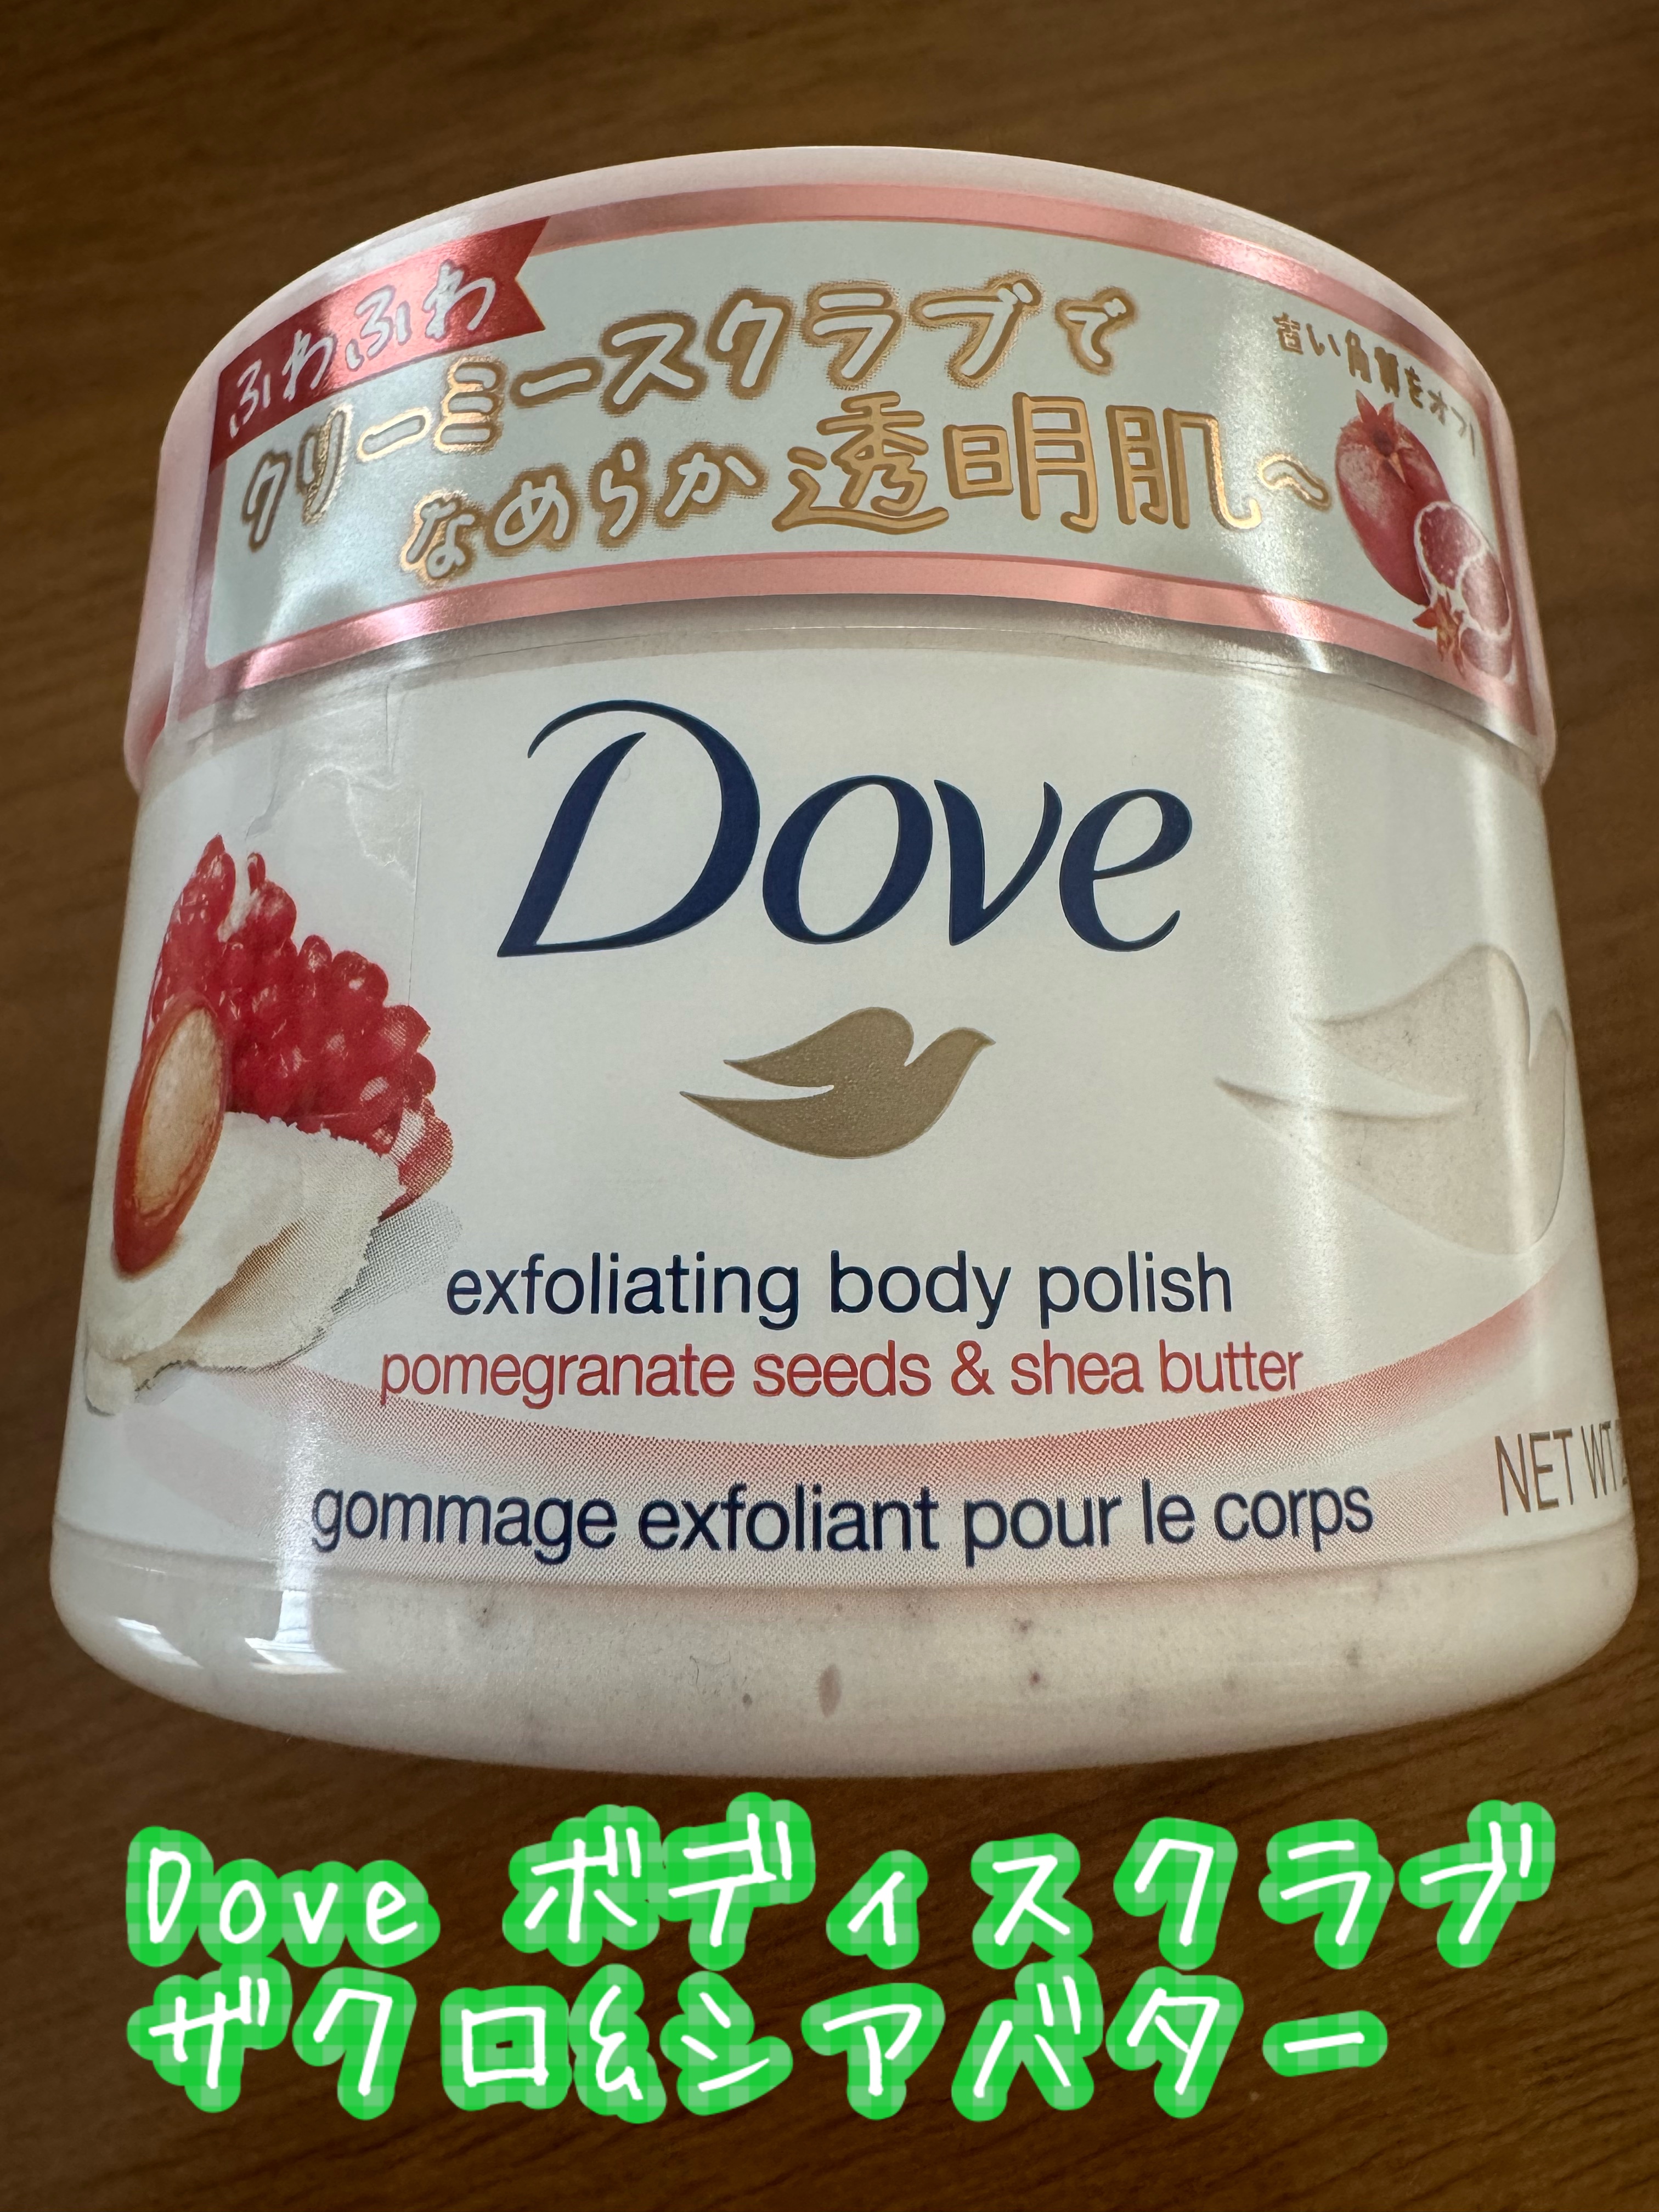 ふわふわ
クリーミースクラブで
なめらか透明肌へ
古い角質をオフ!
Dove
exfoliating body polish
pomegranate seeds & shea butter
gommage exfoliant pour le corps
NET WT
Dove ボディスクラブ
ザクロ&シアバター